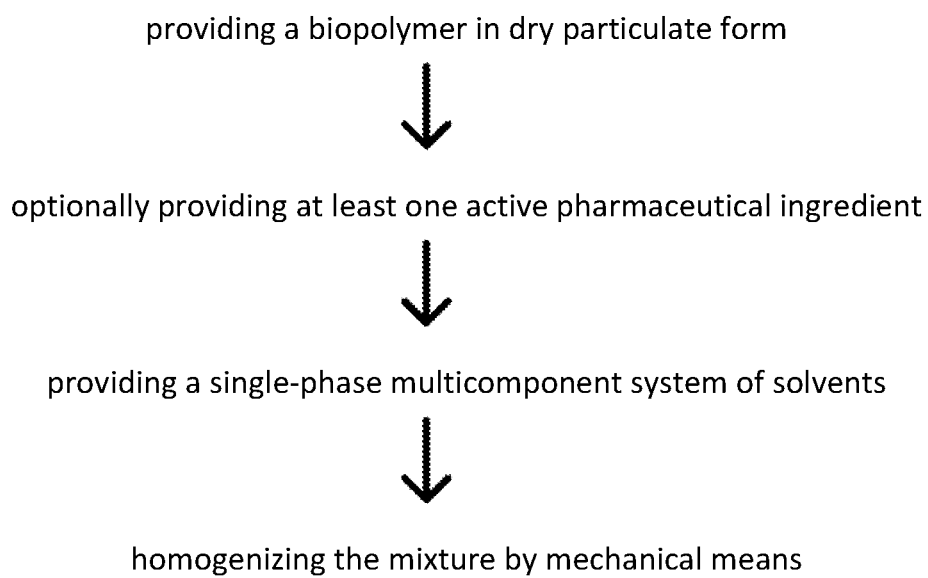 providing a biopolymer in dry particulate form
optionally providing at least one active pharmaceutical ingredient
providing a single-phase multicomponent system of solvents
homogenizing the mixture by mechanical means